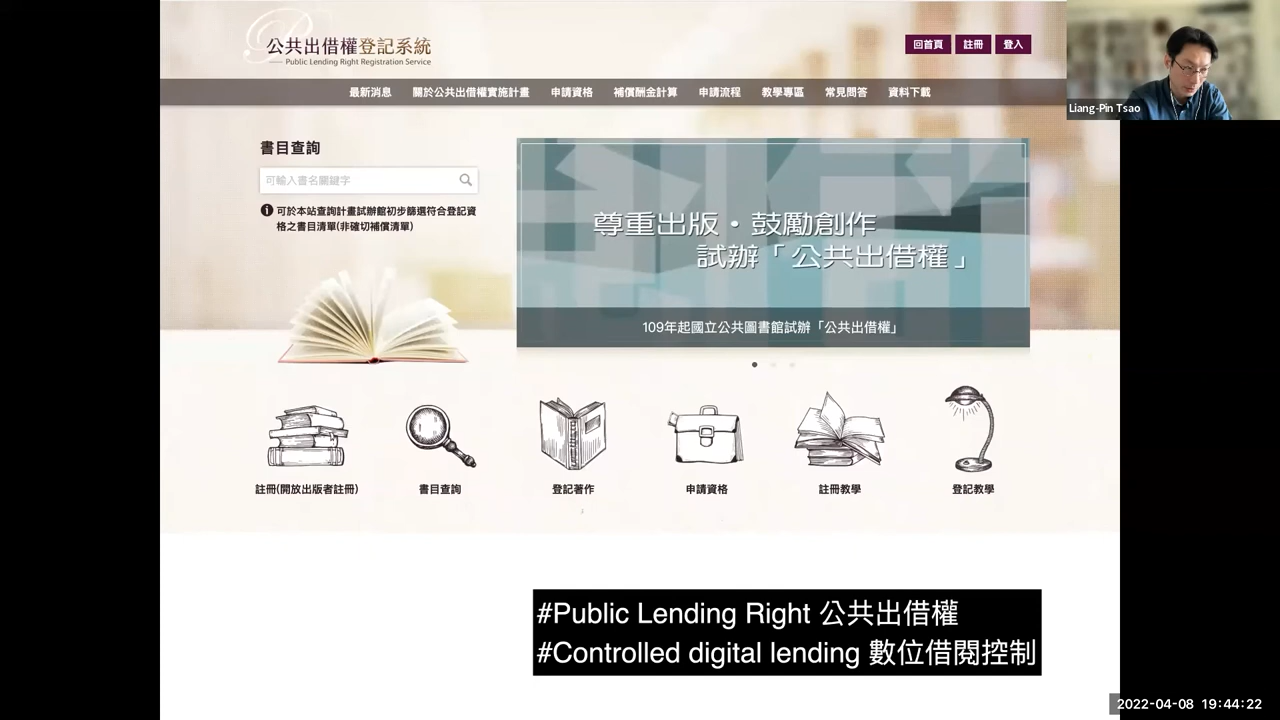 公共出借權登記系統
Public Lending Right Registration Service
回首頁 註冊 登入
Liang-Pin Tsao
最新消息 關於公共出借權實施計畫 申請資格 補償酬金計算 申請流程 教學專區 常見問答 資料下載
書目查詢
可輸入書名關鍵字
可於本站查詢計畫試辦館初步篩選符合登記資
格之書目清單(非確切補償清單)
尊重出版・鼓勵創作
試辦「公共出借權」
109年起國立公共圖書館試辦「公共出借權」
註冊(開放出版者註冊) 書目查詢 登記著作 申請資格 註冊教學 登記教學
#Public Lending Right 公共出借權
#Controlled digital lending 數位借閱控制
2022-04-08 19:44:22